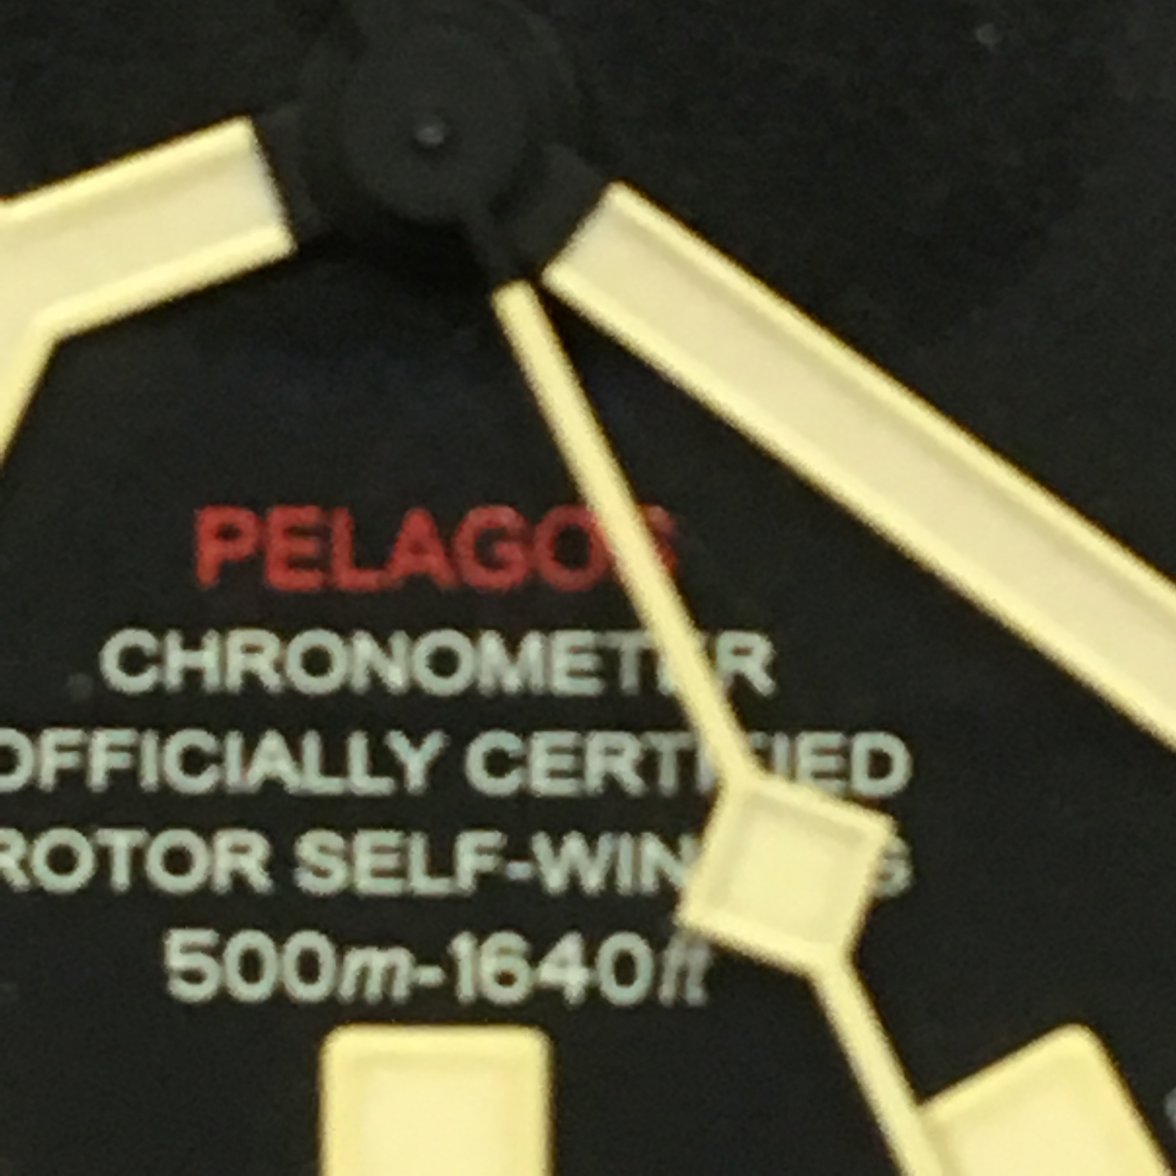 PELAGOS
CHRONOMETER
OFFICIALLY CERTIFIED
ROTOR SELF-WINDING
500m-1640ft